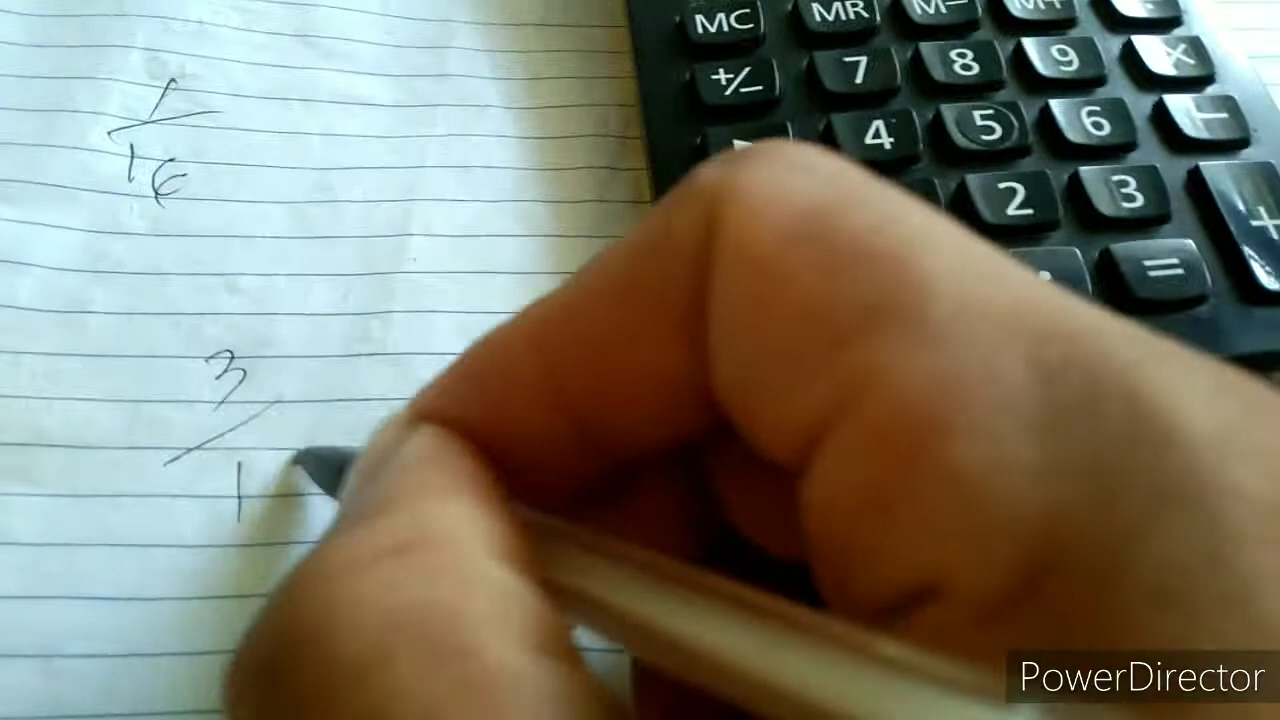 MC MR M− M+
+/− 7 8 9 ×
4 5 6 −
2 3 +
=
1
16
3
1
PowerDirector